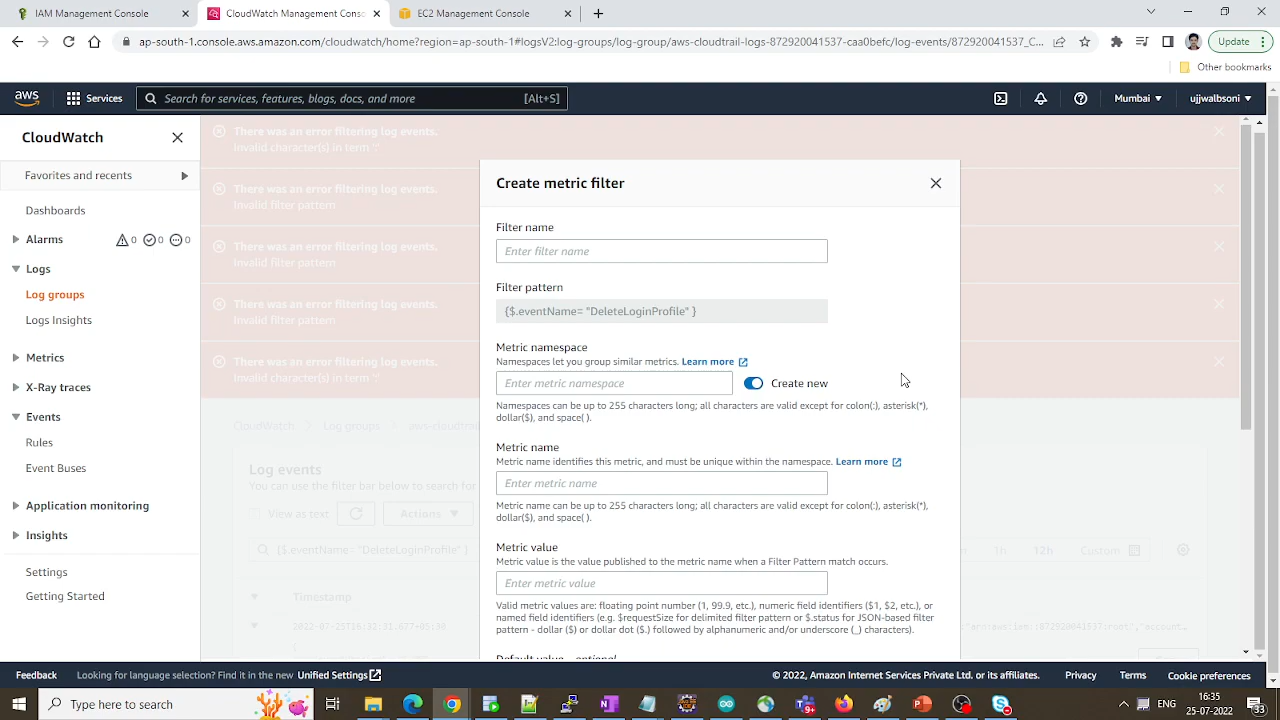 IAM Management Conso
CloudWatch Management Cons
EC2 Management
Update
ap-south-1.console.aws.amazon.com/cloudwatch/home?region=ap-south-1#logsV2:log-groups/log-group/aws-cloudtrail-logs-872920041537-caa0befc/log-events/872920041537_C...
Other bookmarks
aws
Services
Search for services, features, blogs, docs, and more
[Alt+S]
Mumbai
ujjwalbson
CloudWatch
Favorites and recents
Dashboards
Alarms
0
0
0
Logs
Log groups
Logs Insights
Metrics
X-Ray traces
Events
Rules
Event Buses
Application monitoring
Insights
Settings
Getting Started
There was an error filtering log events.
Invalid character(s) in term ':'
There was an error filtering log events.
Invalid filter pattern
There was an error filtering log events.
Invalid filter pattern
There was an error filtering log events.
Invalid filter pattern
There was an error filtering log events.
Invalid character(s) in term ':'
CloudWatch
Log groups
aws-cloudtrail
Log events
You can use the filter bar below to search for
View as text
Actions
{$.eventName= "DeleteLoginProfile" }
1h
12h
Custom
Timestamp
2022-07-25T16:32:31:677+05:30
Create metric filter
Filter name
Enter filter name
Filter pattern
{$.eventName= "DeleteLoginProfile" }
Metric namespace
Namespaces let you group similar metrics. Learn more
Enter metric namespace
Create new
Namespaces can be up to 255 characters long; all characters are valid except for colon(:), asterisk(*),
dollar($), and space( ).
Metric name
Metric name identifies this metric, and must be unique within the namespace. Learn more
Enter metric name
Metric name can be up to 255 characters long; all characters are valid except for colon(:), asterisk(*),
dollar($), and space( ).
Metric value
Metric value is the value published to the metric name when a Filter Pattern match occurs.
Enter metric value
Valid metric values are: floating point number (1, 99.9, etc.), numeric field identifiers ($1, $2, etc.), or
named field identifiers (e.g. $requestSize for delimited filter pattern or $.status for JSON-based filter
pattern - dollar ($) or dollar dot ($.) followed by alphanumeric and/or underscore (_) characters).
Default value - optional
Feedback
Looking for language selection? Find it in the new Unified Settings
© 2022, Amazon Internet Services Private Ltd. or its affiliates.
Privacy
Terms
Cookie preferences
Type here to search
16:35